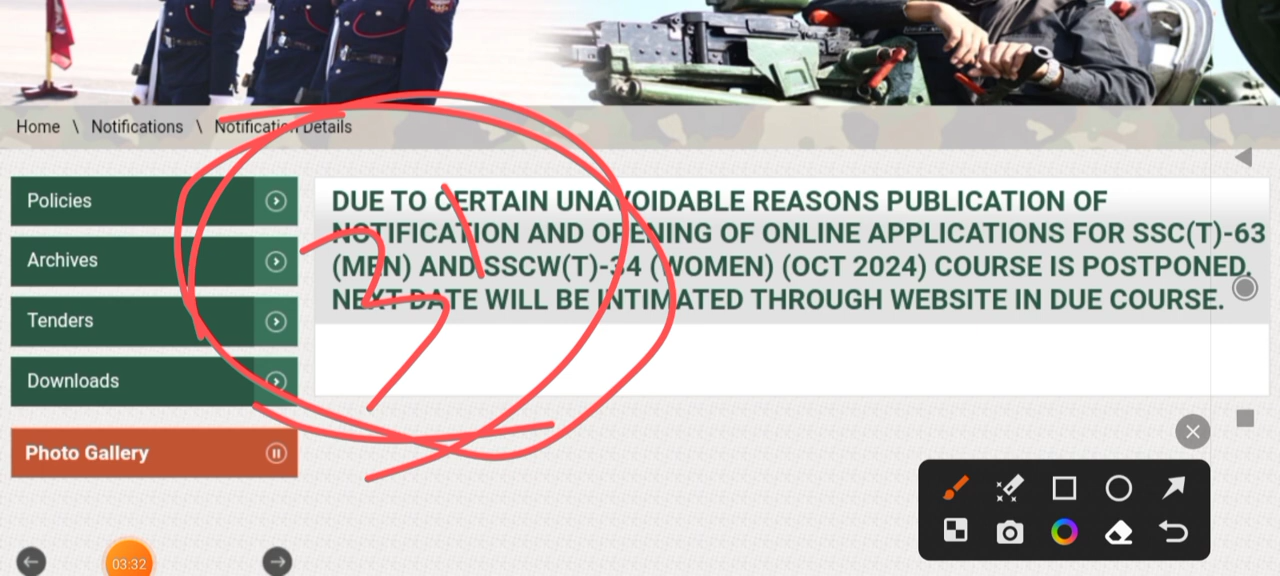 Home \ Notifications \ Notification Details
Policies
Archives
Tenders
Downloads
Photo Gallery
DUE TO CERTAIN UNAVOIDABLE REASONS PUBLICATION OF
NOTIFICATION AND OPENING OF ONLINE APPLICATIONS FOR SSC(T)-63
(MEN) AND SSCW(T)-34 (WOMEN) (OCT 2024) COURSE IS POSTPONED.
NEXT DATE WILL BE INTIMATED THROUGH WEBSITE IN DUE COURSE.
03:32